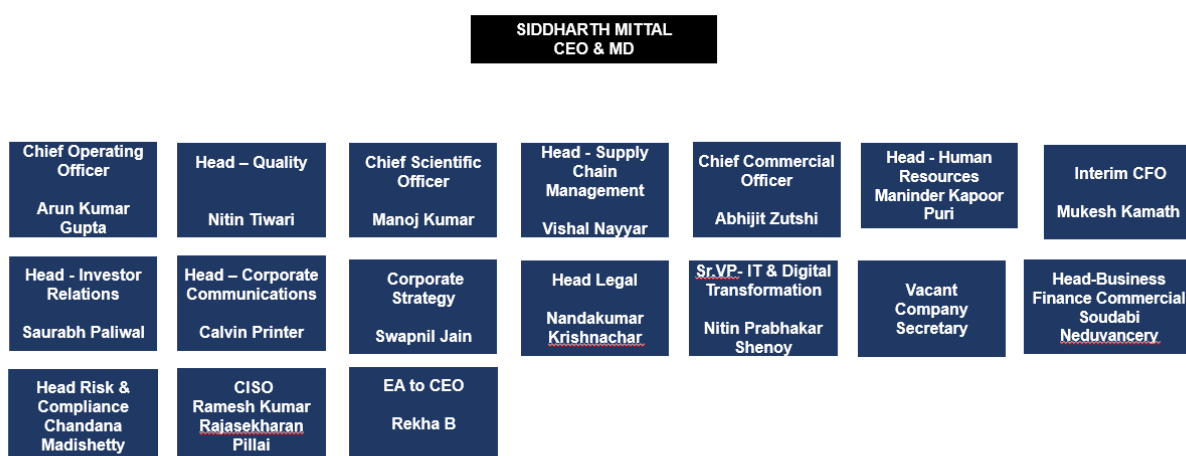 SIDDHARTH MITTAL
CEO & MD
Chief Operating
Officer
Arun Kumar
Gupta
Head – Quality
Nitin Tiwari
Chief Scientific
Officer
Manoj Kumar
Head - Supply
Chain
Management
Vishal Nayyar
Chief Commercial
Officer
Abhijit Zutshi
Head - Human
Resources
Maninder Kapoor
Puri
Interim CFO
Mukesh Kamath
Head - Investor
Relations
Saurabh Paliwal
Head – Corporate
Communications
Calvin Printer
Corporate
Strategy
Swapnil Jain
Head Legal
Nandakumar
Krishnachar
Sr.VP- IT & Digital
Transformation
Nitin Prabhakar
Shenoy
Vacant
Company
Secretary
Head-Business
Finance Commercial
Soudabi
Neduvancery
Head Risk &
Compliance
Chandana
Madishetty
CISO
Ramesh Kumar
Rajasekharan
Pillai
EA to CEO
Rekha B